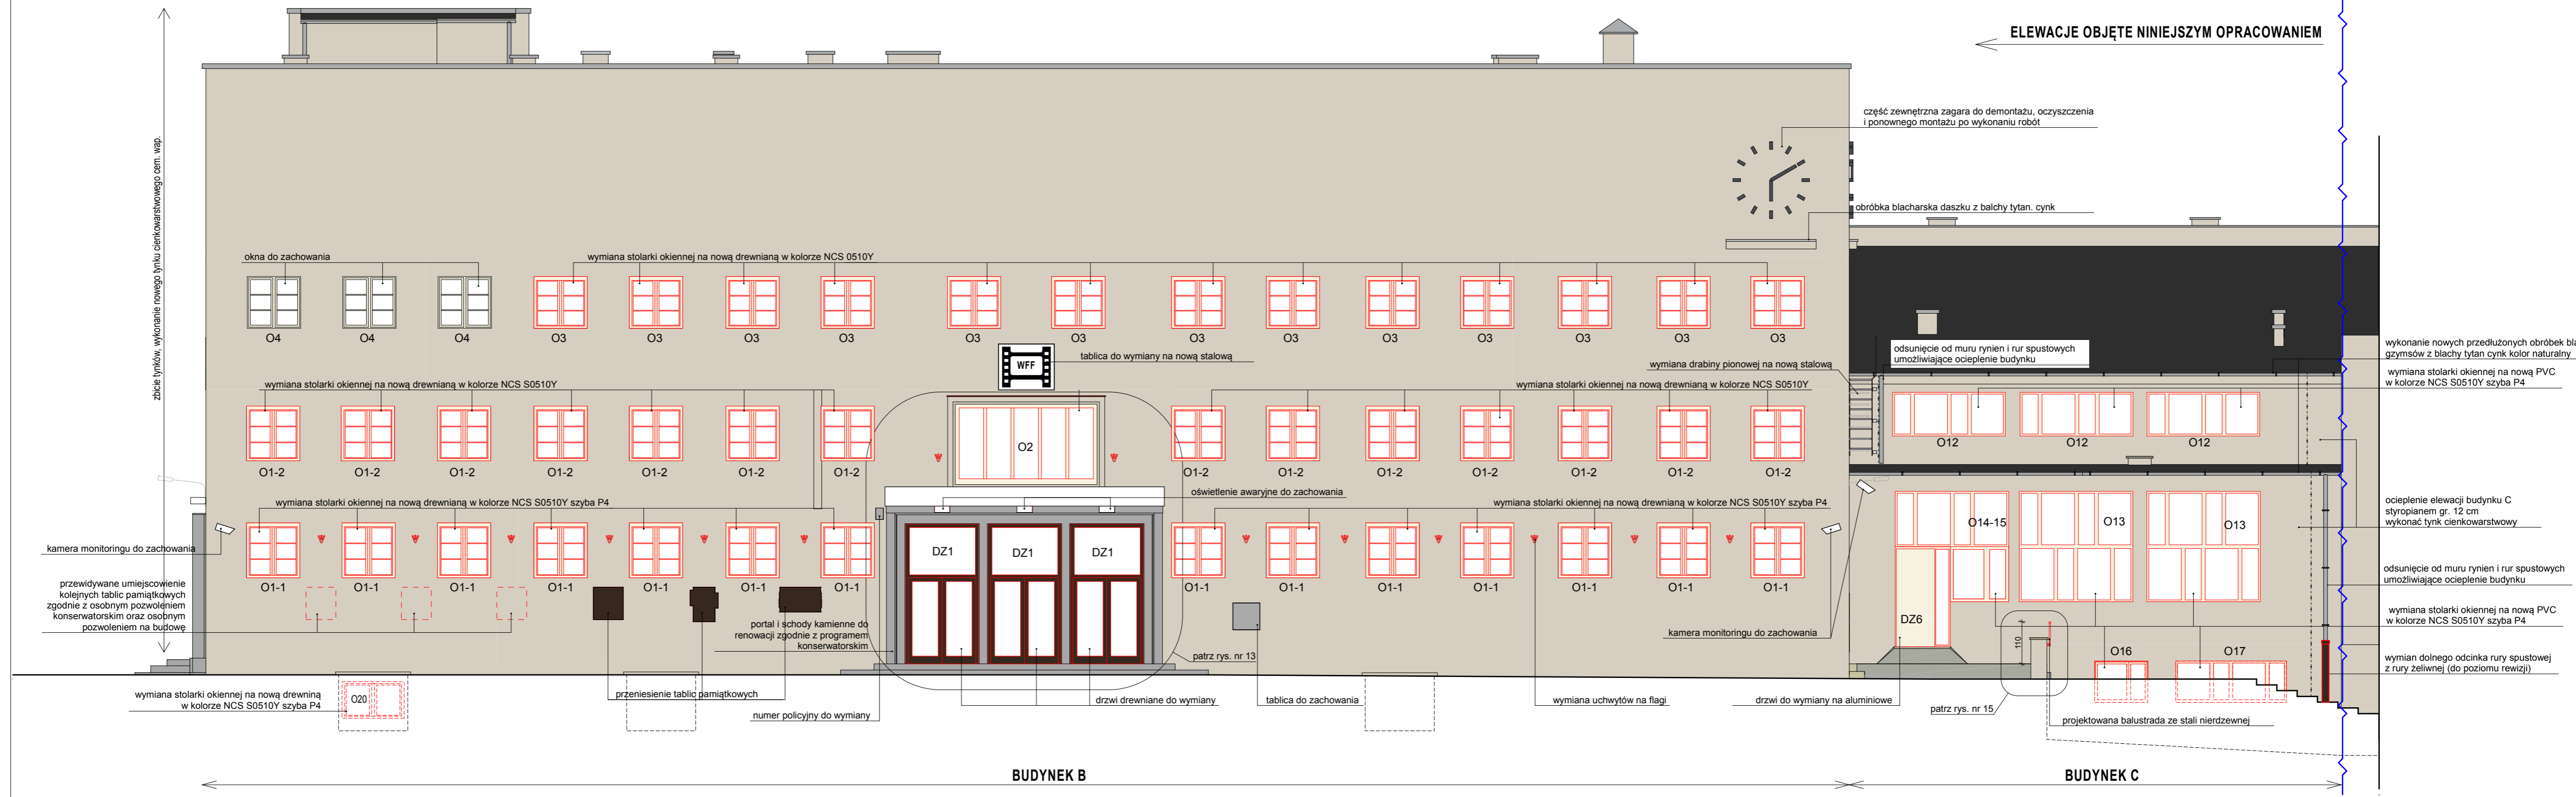 ELEWACJE OBJĘTE NINIEJSZYM OPRACOWANIEM
część zewnętrzna zagara do demontażu, oczyszczenia
i ponownego montażu po wykonaniu robót
zbicie tynków, wykonanie nowego tynku cienkowarstwowego cem. wap.
obróbka blacharska daszku z balchy tytan. cynk
okna do zachowania
wymiana stolarki okiennej na nową drewnianą w kolorze NCS 0510Y
O4 O4 O4 O3 O3 O3 O3 O3 O3 O3 O3 O3 O3 O3 O3 O3
WFF
tablica do wymiany na nową stalową
wymiana drabiny pionowej na nową stalową
odsunięcie od muru rynien i rur spustowych
umożliwiające ocieplenie budynku
wykonanie nowych przedłużonych obróbek bla
gzymsów z blachy tytan cynk kolor naturalny
wymiana stolarki okiennej na nową PVC
w kolorze NCS S0510Y szyba P4
wymiana stolarki okiennej na nową drewnianą w kolorze NCS S0510Y
wymiana stolarki okiennej na nową drewnianą w kolorze NCS S0510Y
O2
O12 O12 O12
O1-2 O1-2 O1-2 O1-2 O1-2 O1-2 O1-2 O1-2 O1-2 O1-2 O1-2 O1-2 O1-2 O1-2
oświetlenie awaryjne do zachowania
wymiana stolarki okiennej na nową drewnianą w kolorze NCS S0510Y szyba P4
wymiana stolarki okiennej na nową drewnianą w kolorze NCS S0510Y szyba P4
ocieplenie elewacji budynku C
styropianem gr. 12 cm
wykonać tynk cienkowarstwowy
O14-15 O13 O13
kamera monitoringu do zachowania
DZ1 DZ1 DZ1
odsunięcie od muru rynien i rur spustowych
umożliwiające ocieplenie budynku
O1-1 O1-1 O1-1 O1-1 O1-1 O1-1 O1-1 O1-1 O1-1 O1-1 O1-1 O1-1 O1-1 O1-1
przewidywane umiejscowienie
kolejnych tablic pamiątkowych
zgodnie z osobnym pozwoleniem
konserwatorskim oraz osobnym
pozwoleniem na budowę
portal i schody kamienne do
renowacji zgodnie z programem
konserwatorskim
kamera monitoringu do zachowania
DZ6
110
wymiana stolarki okiennej na nową PVC
w kolorze NCS S0510Y szyba P4
patrz rys. nr 13
O16 O17
wymian dolnego odcinka rury spustowej
z rury żeliwnej (do poziomu rewizji)
wymiana stolarki okiennej na nową drewniną
w kolorze NCS S0510Y szyba P4
O20
przeniesienie tablic pamiątkowych
numer policyjny do wymiany
drzwi drewniane do wymiany
tablica do zachowania
wymiana uchwytów na flagi
drzwi do wymiany na aluminiowe
patrz rys. nr 15
projektowana balustrada ze stali nierdzewnej
BUDYNEK B
BUDYNEK C